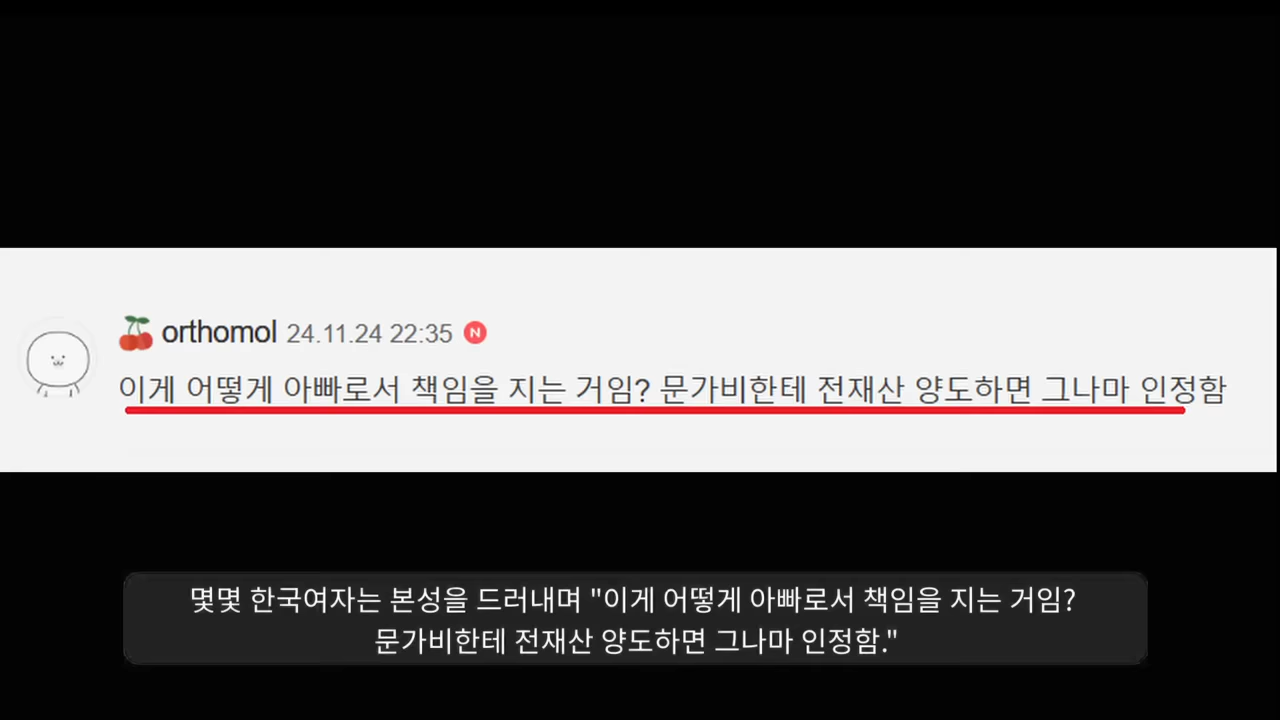 orthomol 24.11.24 22:35 N
이게 어떻게 아빠로서 책임을 지는 거임? 문가비한테 전재산 양도하면 그나마 인정함
몇몇 한국여자는 본성을 드러내며 "이게 어떻게 아빠로서 책임을 지는 거임?
문가비한테 전재산 양도하면 그나마 인정함."